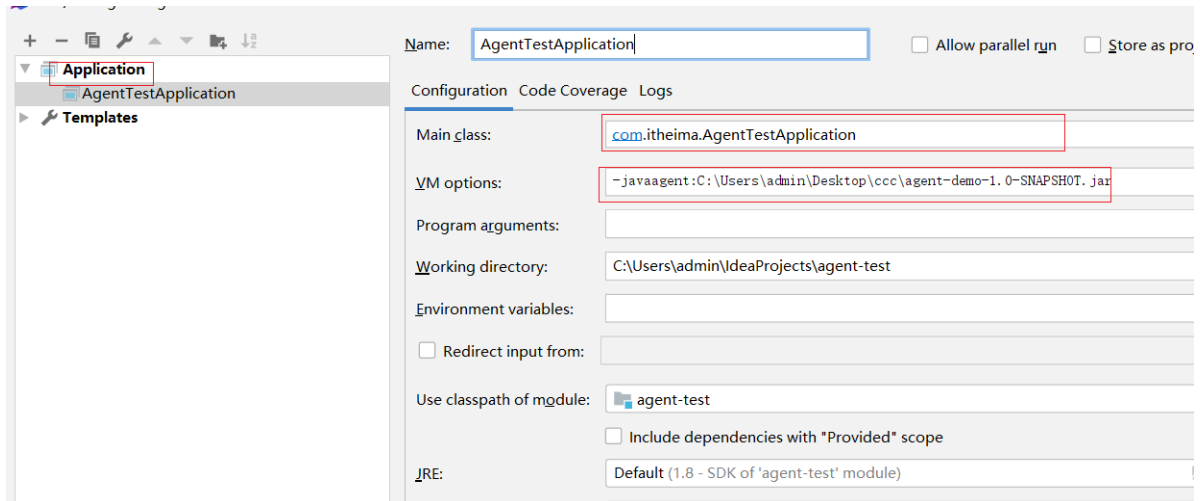 Name: AgentTestApplication
Allow parallel run
Store as pro
Application
AgentTestApplication
Templates
Configuration Code Coverage Logs
Main class: com.itheima.AgentTestApplication
VM options: -javaagent:C:\Users\admin\Desktop\ccc\agent-demo-1.0-SNAPSHOT.jar
Program arguments:
Working directory: C:\Users\admin\IdeaProjects\agent-test
Environment variables:
Redirect input from:
Use classpath of module: agent-test
Include dependencies with "Provided" scope
JRE: Default (1.8 - SDK of 'agent-test' module)